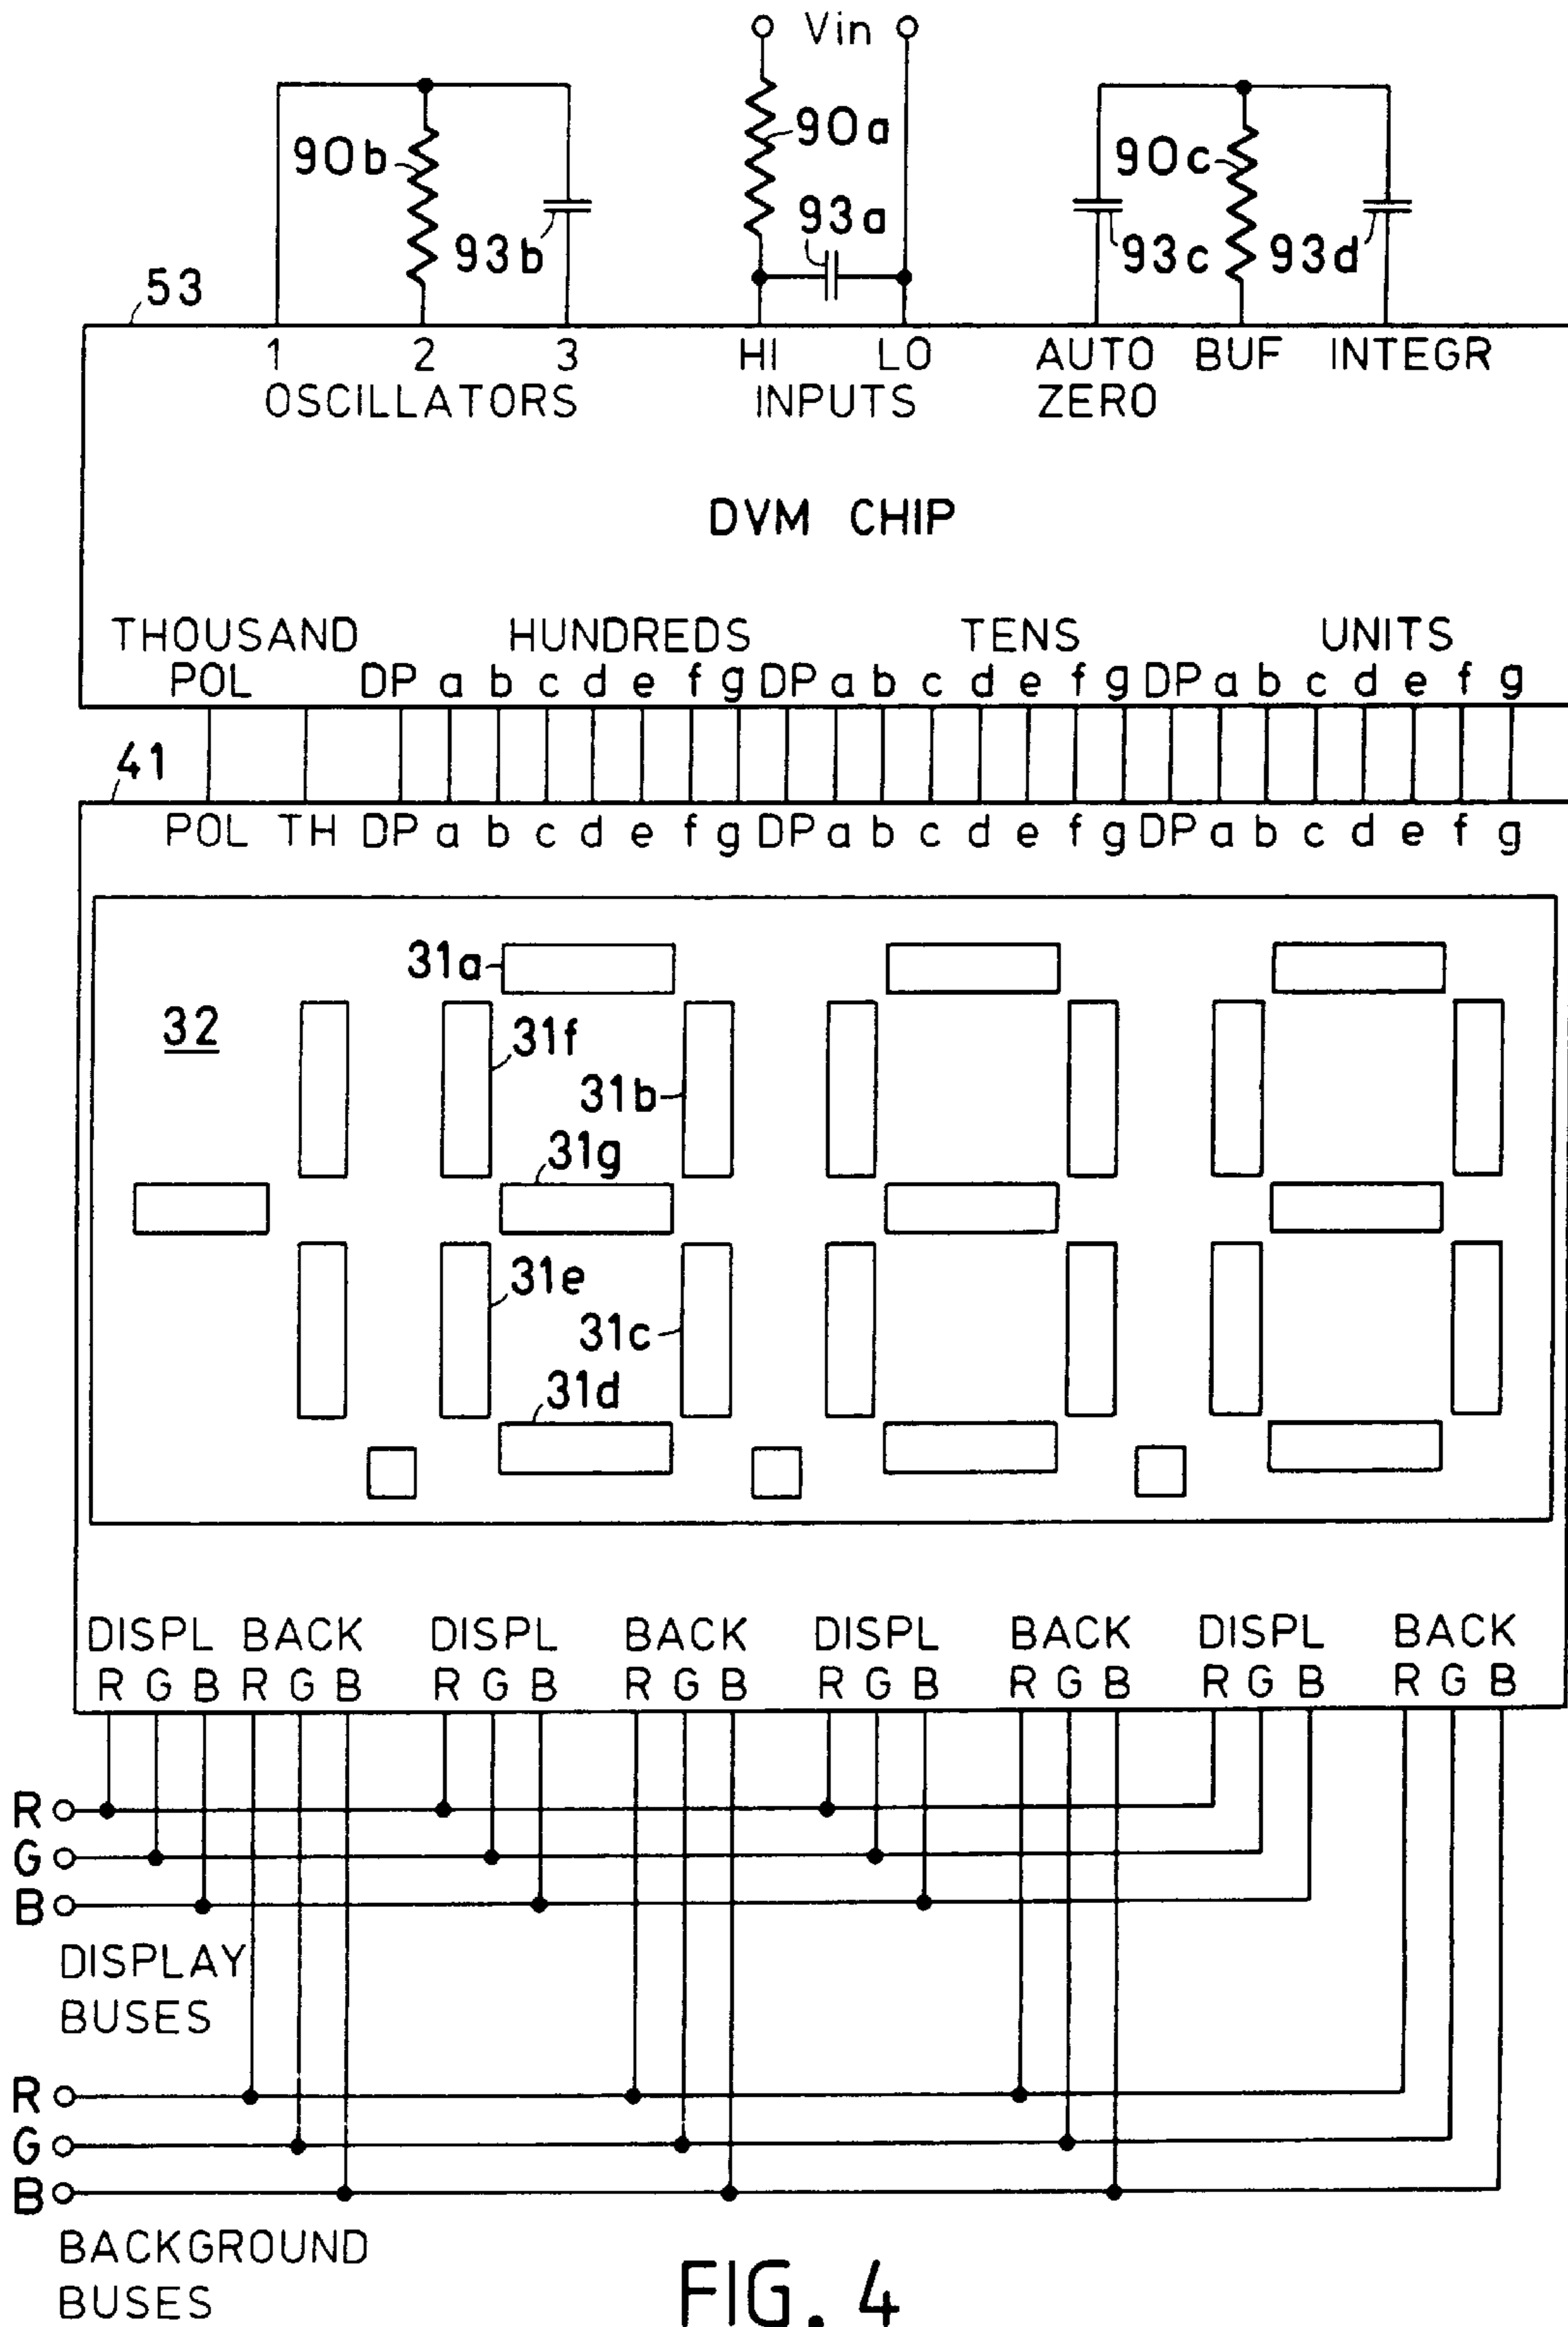 Vin
90b 90a 90c
93b 93a 93c 93d
53
1 2 3 HI LO AUTO BUF INTEGR
OSCILLATORS INPUTS ZERO
DVM CHIP
THOUSAND HUNDREDS TENS UNITS
POL DP a b c d e f g DP a b c d e f g DP a b c d e f g
41
POL TH DP a b c d e f g DP a b c d e f g DP a b c d e f g
31a
32
31f
31b
31g
31e
31c
31d
DISPL BACK DISPL BACK DISPL BACK DISPL BACK
R G B R G B R G B R G B R G B R G B R G B R G B
R
G
B
DISPLAY
BUSES
R
G
B
BACKGROUND
BUSES
FIG. 4